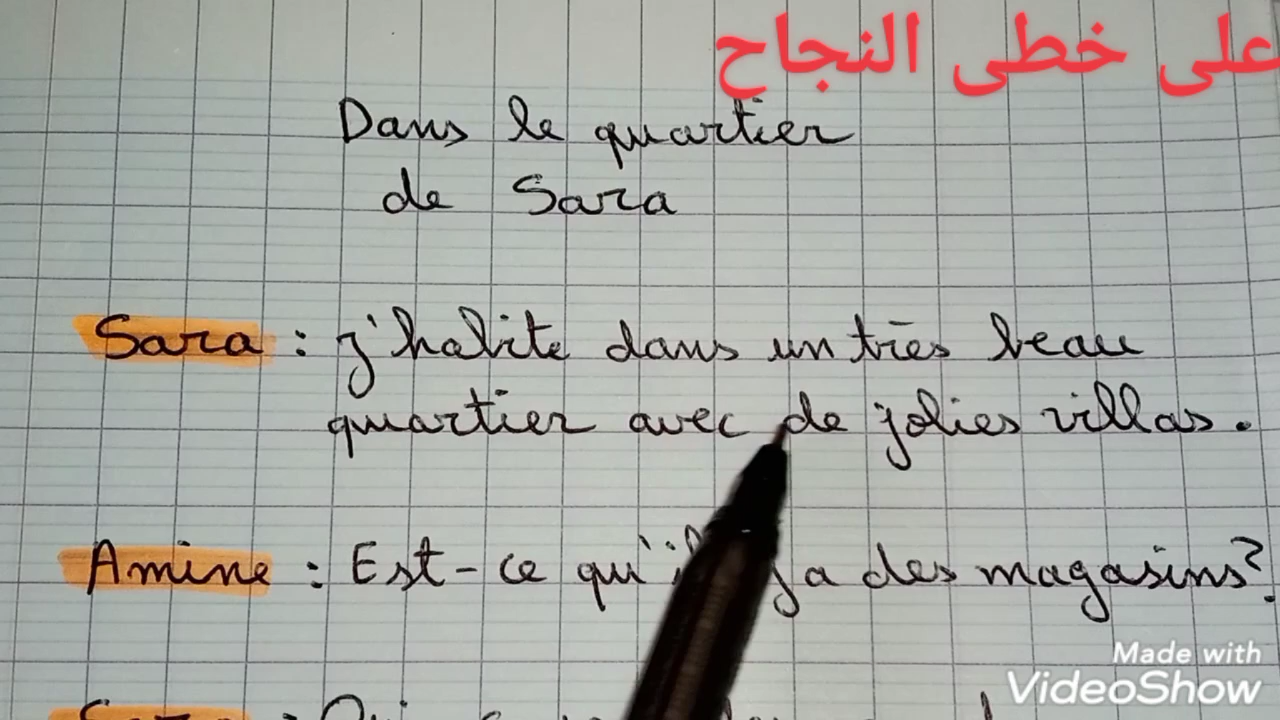 على خطى النجاح
Dans le quartier
de Sara
Sara : j'habite dans un très beau
quartier avec de jolies villas.
Amine : Est-ce qu'il y a des magasins?
Made with
VideoShow